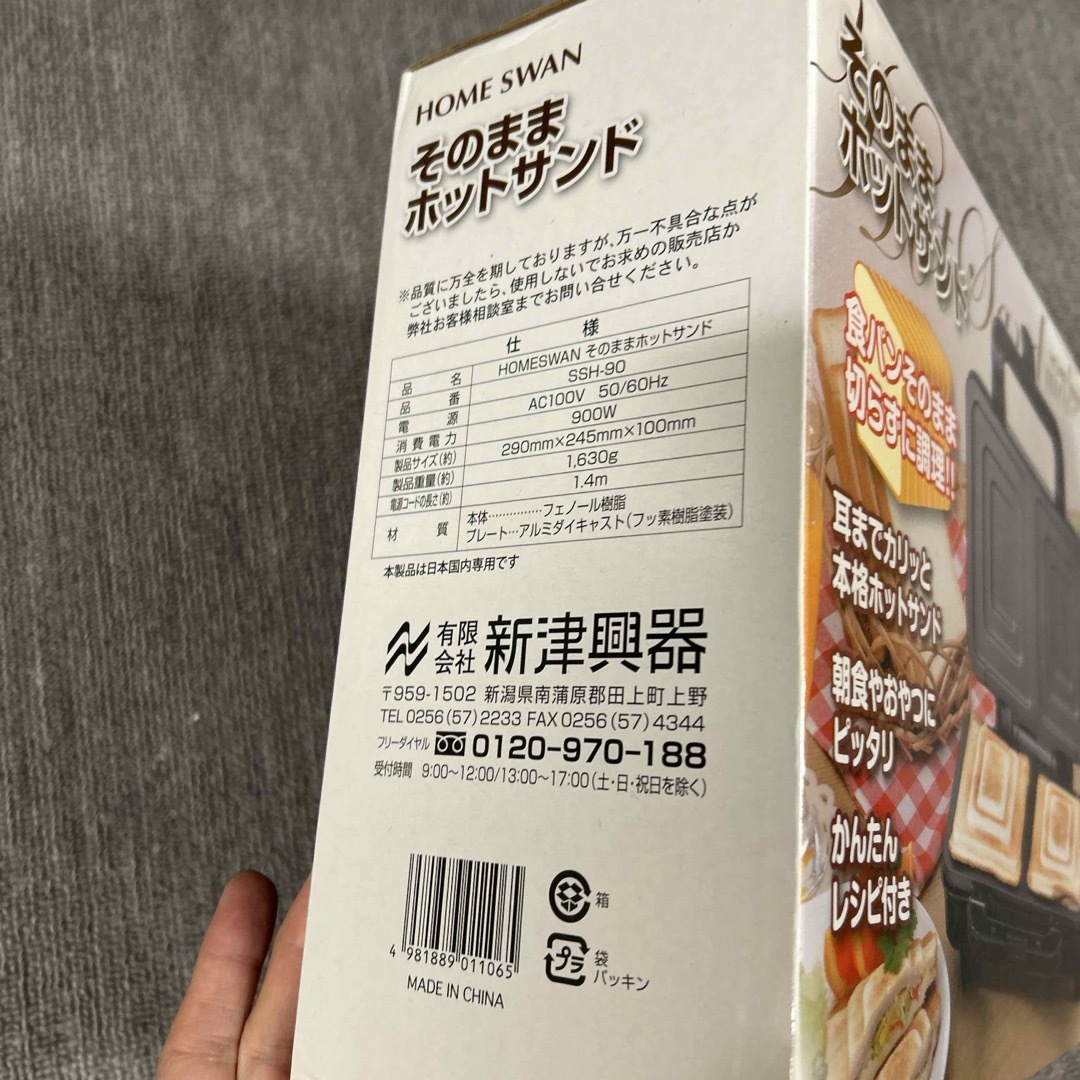 HOME SWAN
そのまま
ホットサンド
※品質に万全を期しておりますが、万一不具合な点が
ございましたら、使用しないでお求めの販売店か
弊社お客様相談室までお問い合せください。
仕 様
品 名 HOMESWAN そのままホットサンド
品 番 SSH-90
電 源 AC100V 50/60Hz
消費電力 900W
製品サイズ(約) 290mm×245mm×100mm
製品重量(約) 1,630g
電源コードの長さ(約) 1.4m
材 質 本体……………フェノール樹脂
プレート…アルミダイキャスト(フッ素樹脂塗装)
本製品は日本国内専用です
有限会社 新津興器
〒959-1502 新潟県南蒲原郡田上町上野
TEL 0256(57)2233 FAX 0256(57)4344
フリーダイヤル 0120-970-188
受付時間 9:00〜12:00/13:00〜17:00(土・日・祝日を除く)
4 981889 011065
MADE IN CHINA
箱
プラ
袋
パッキン
そのまま
ホットサンド
食パンそのまま
切らずに調理!!
耳までカリッと
本格ホットサンド
朝食やおやつに
ピッタリ
かんたん
レシピ付き